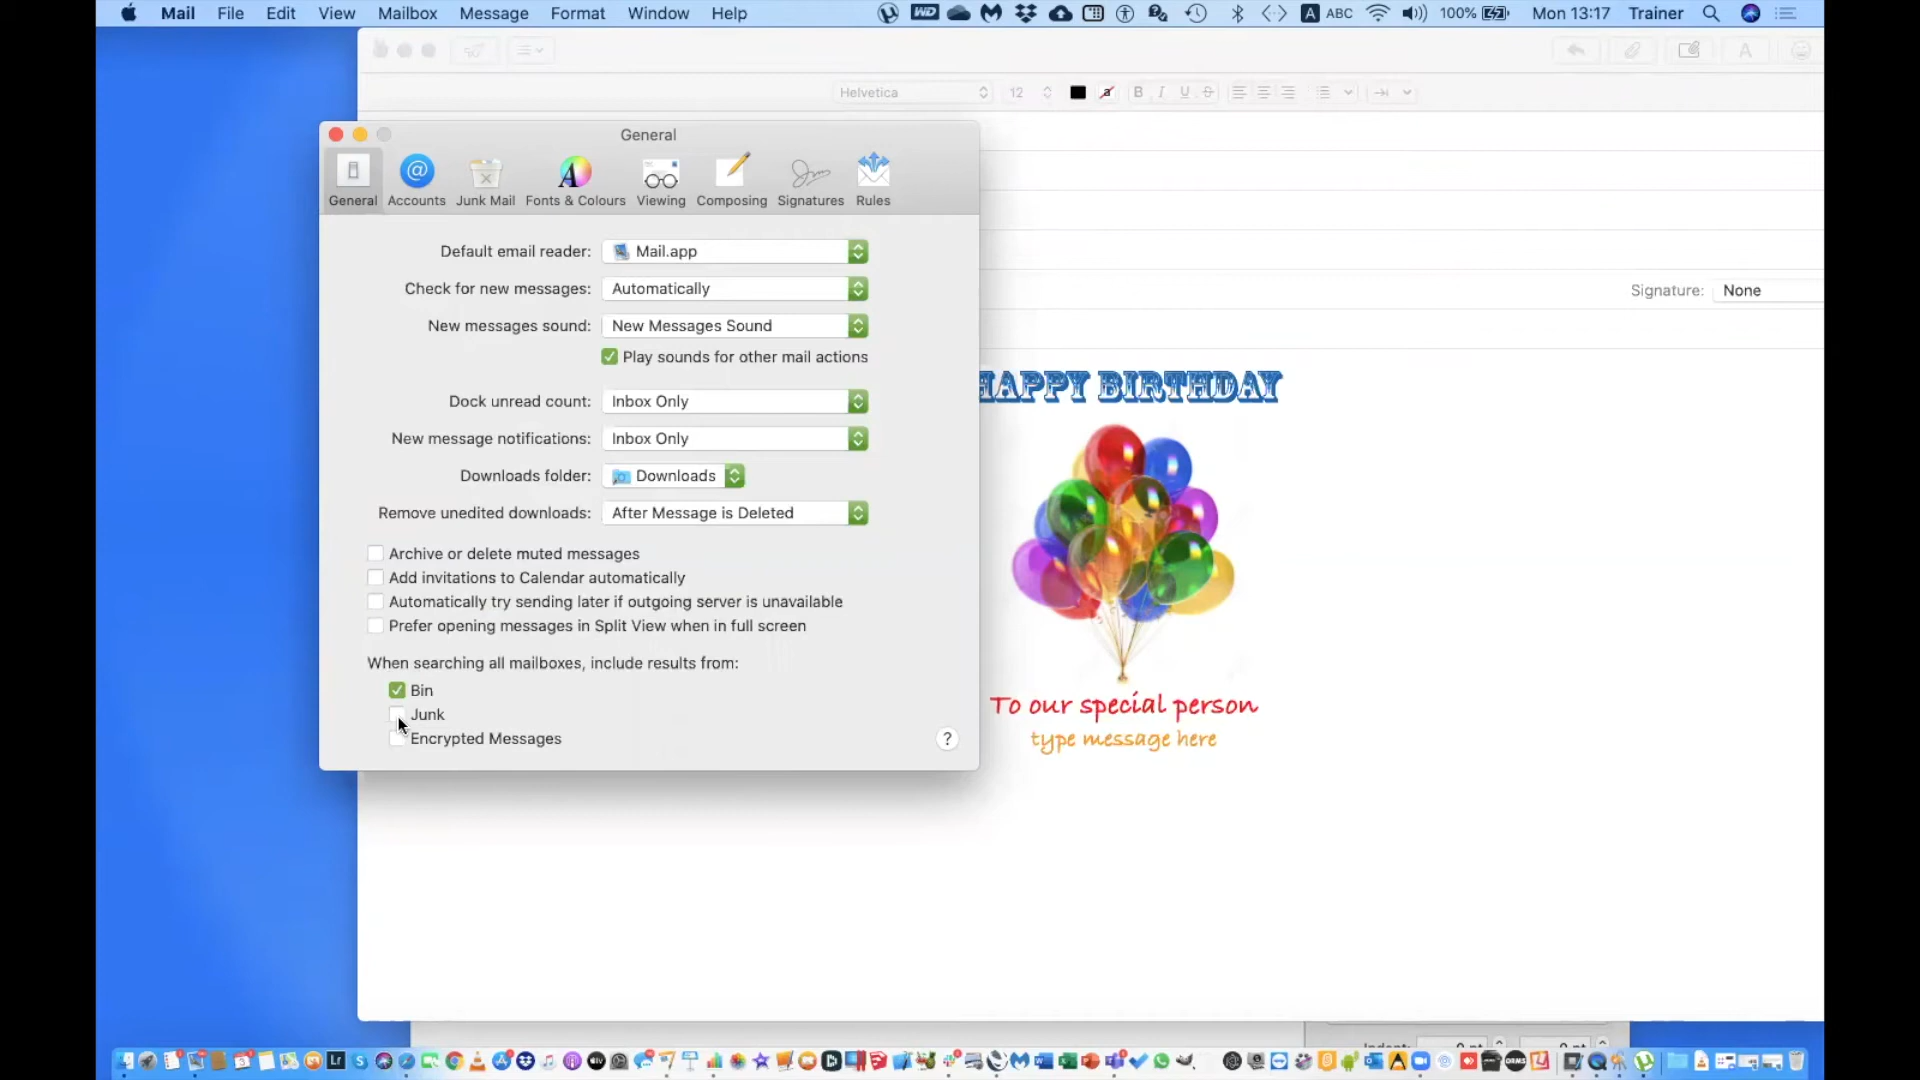 Mail File Edit View Mailbox Message Format Window Help WD A ABC 100% Mon 13:17 Trainer
Helvetica 12 a B I U S
General
General Accounts Junk Mail Fonts & Colours Viewing Composing Signatures Rules
Default email reader: Mail.app
Check for new messages: Automatically
Signature: None
New messages sound: New Messages Sound
Play sounds for other mail actions
HAPPY BIRTHDAY
Dock unread count: Inbox Only
New message notifications: Inbox Only
Downloads folder: Downloads
Remove unedited downloads: After Message is Deleted
Archive or delete muted messages
Add invitations to Calendar automatically
Automatically try sending later if outgoing server is unavailable
Prefer opening messages in Split View when in full screen
When searching all mailboxes, include results from:
Bin
Junk
Encrypted Messages
?
To our special person
type message here